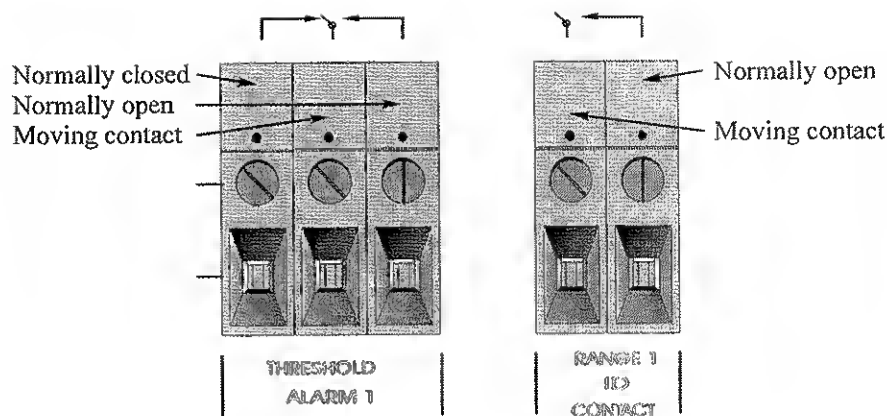 Normally closed
Normally open
Moving contact
Normally open
Moving contact
THRESHOLD
ALARM 1
RANGE 1
ID
CONTACT